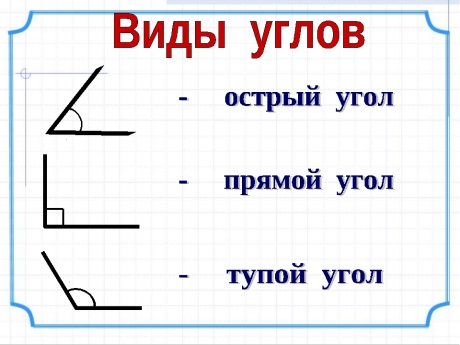 Виды углов
- острый угол
- прямой угол
- тупой угол